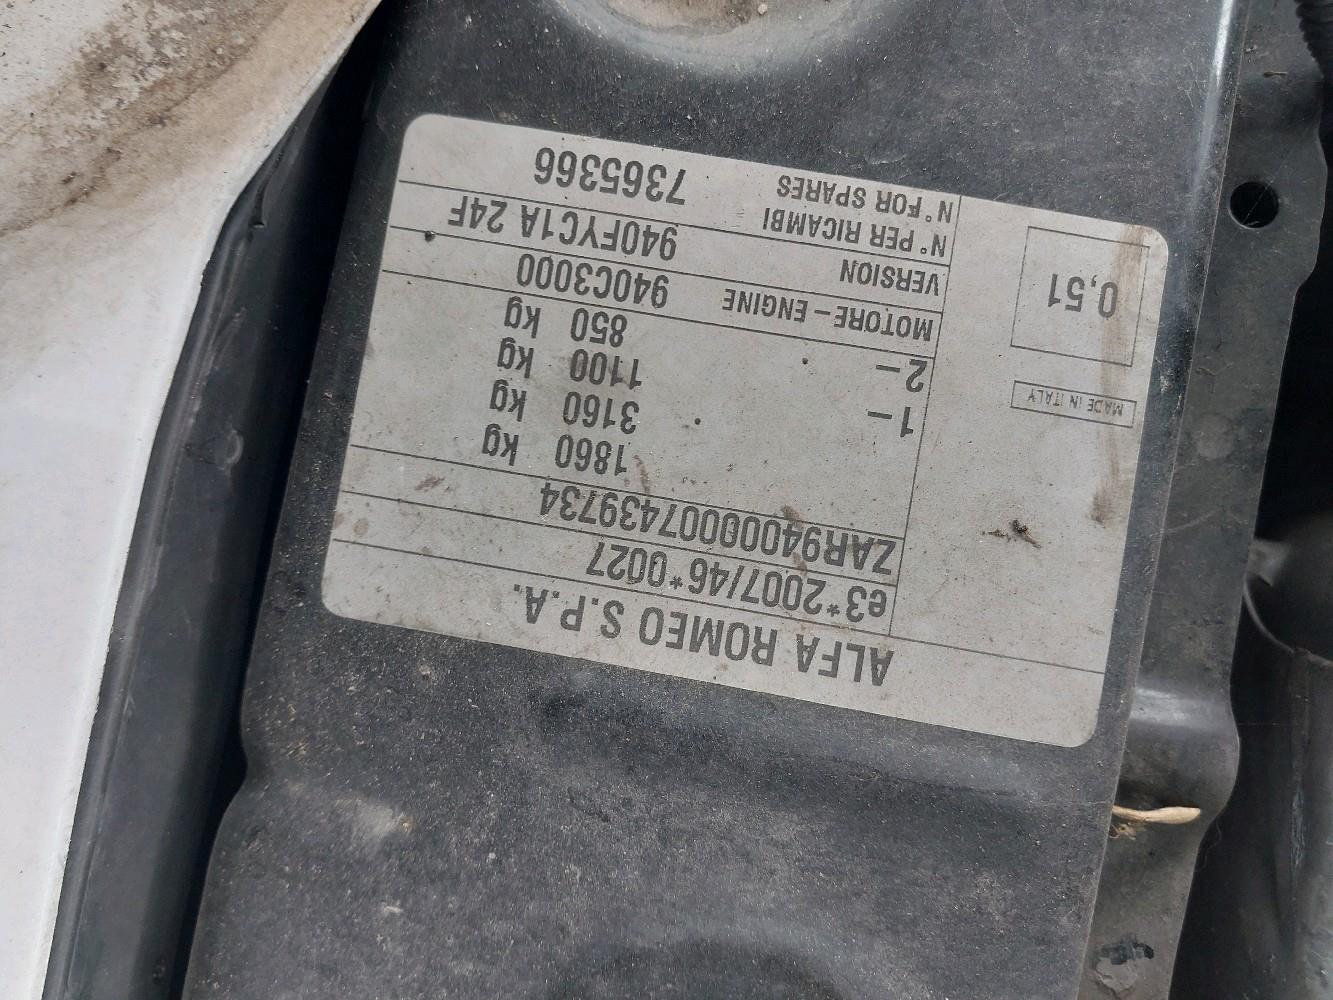 ALFA ROMEO S.P.A.
e3*2007/46*0027
ZAR94000007439734
1860 kg
3160 kg
1– 1100 kg
2– 850 kg
MOTORE – ENGINE 940C3000
VERSION 940FYC1A 24F
N° PER RICAMBI
N° FOR SPARES 7365366
MADE IN ITALY
0,51